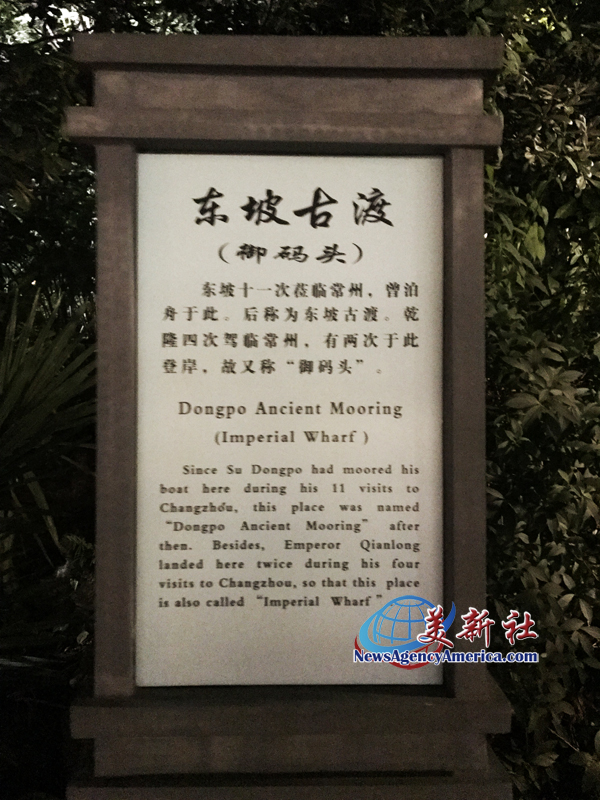 东坡古渡
（御码头）
东坡十一次莅临常州，曾泊
舟于此。后称为东坡古渡。乾
隆四次驾临常州，有两次于此
登岸，故又称“御码头”。
Dongpo Ancient Mooring
(Imperial Wharf )
Since Su Dongpo had moored his
boat here during his 11 visits to
Changzhou, this place was named
“Dongpo Ancient Mooring” after
then. Besides, Emperor Qianlong
landed here twice during his four
visits to Changzhou, so that this place
is also called “Imperial Wharf ”
美新社
NewsAgencyAmerica.com